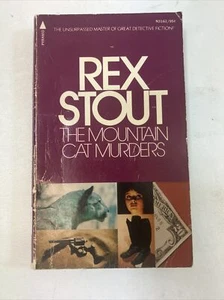 THE UNSURPASSED MASTER OF GREAT DETECTIVE FICTION!
REX
STOUT
THE MOUNTAIN
CAT MURDERS